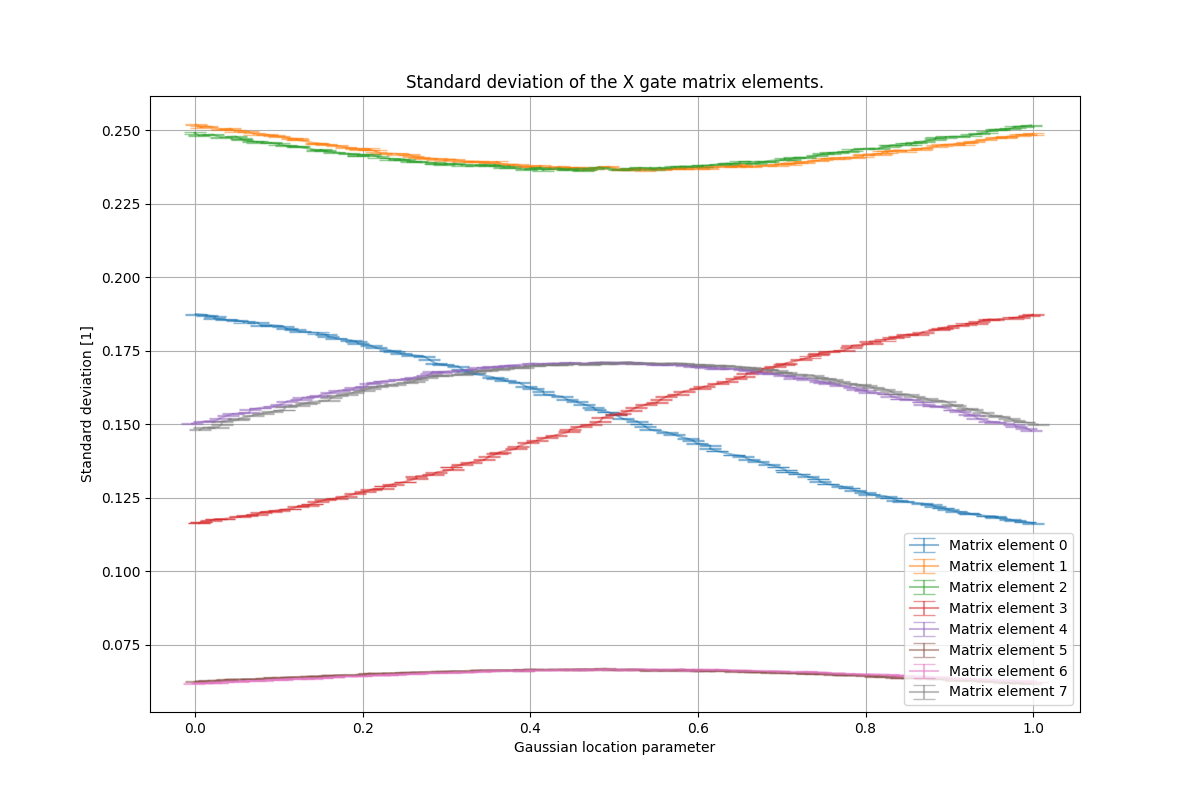 Standard deviation of the X gate matrix elements.
0.250
0.225
0.200
0.175
0.150
0.125
0.100
0.075
Standard deviation [1]
0.0 0.2 0.4 0.6 0.8 1.0
Gaussian location parameter
Matrix element 0
Matrix element 1
Matrix element 2
Matrix element 3
Matrix element 4
Matrix element 5
Matrix element 6
Matrix element 7